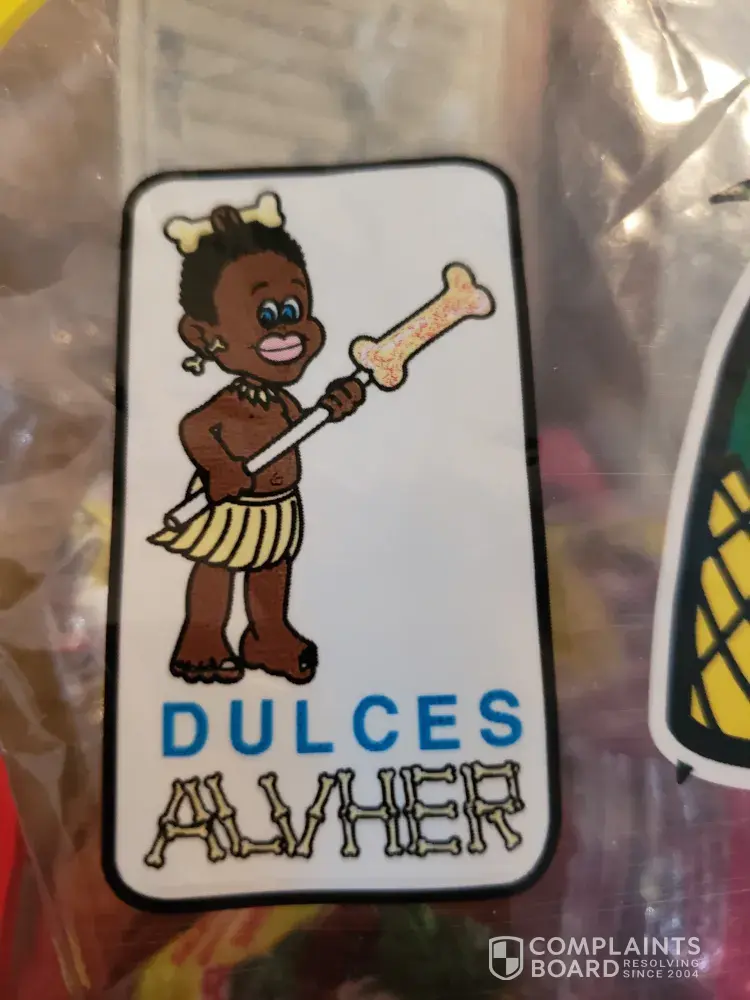 DULCES
ALVHER
COMPLAINTS
BOARD RESOLVING SINCE 2004